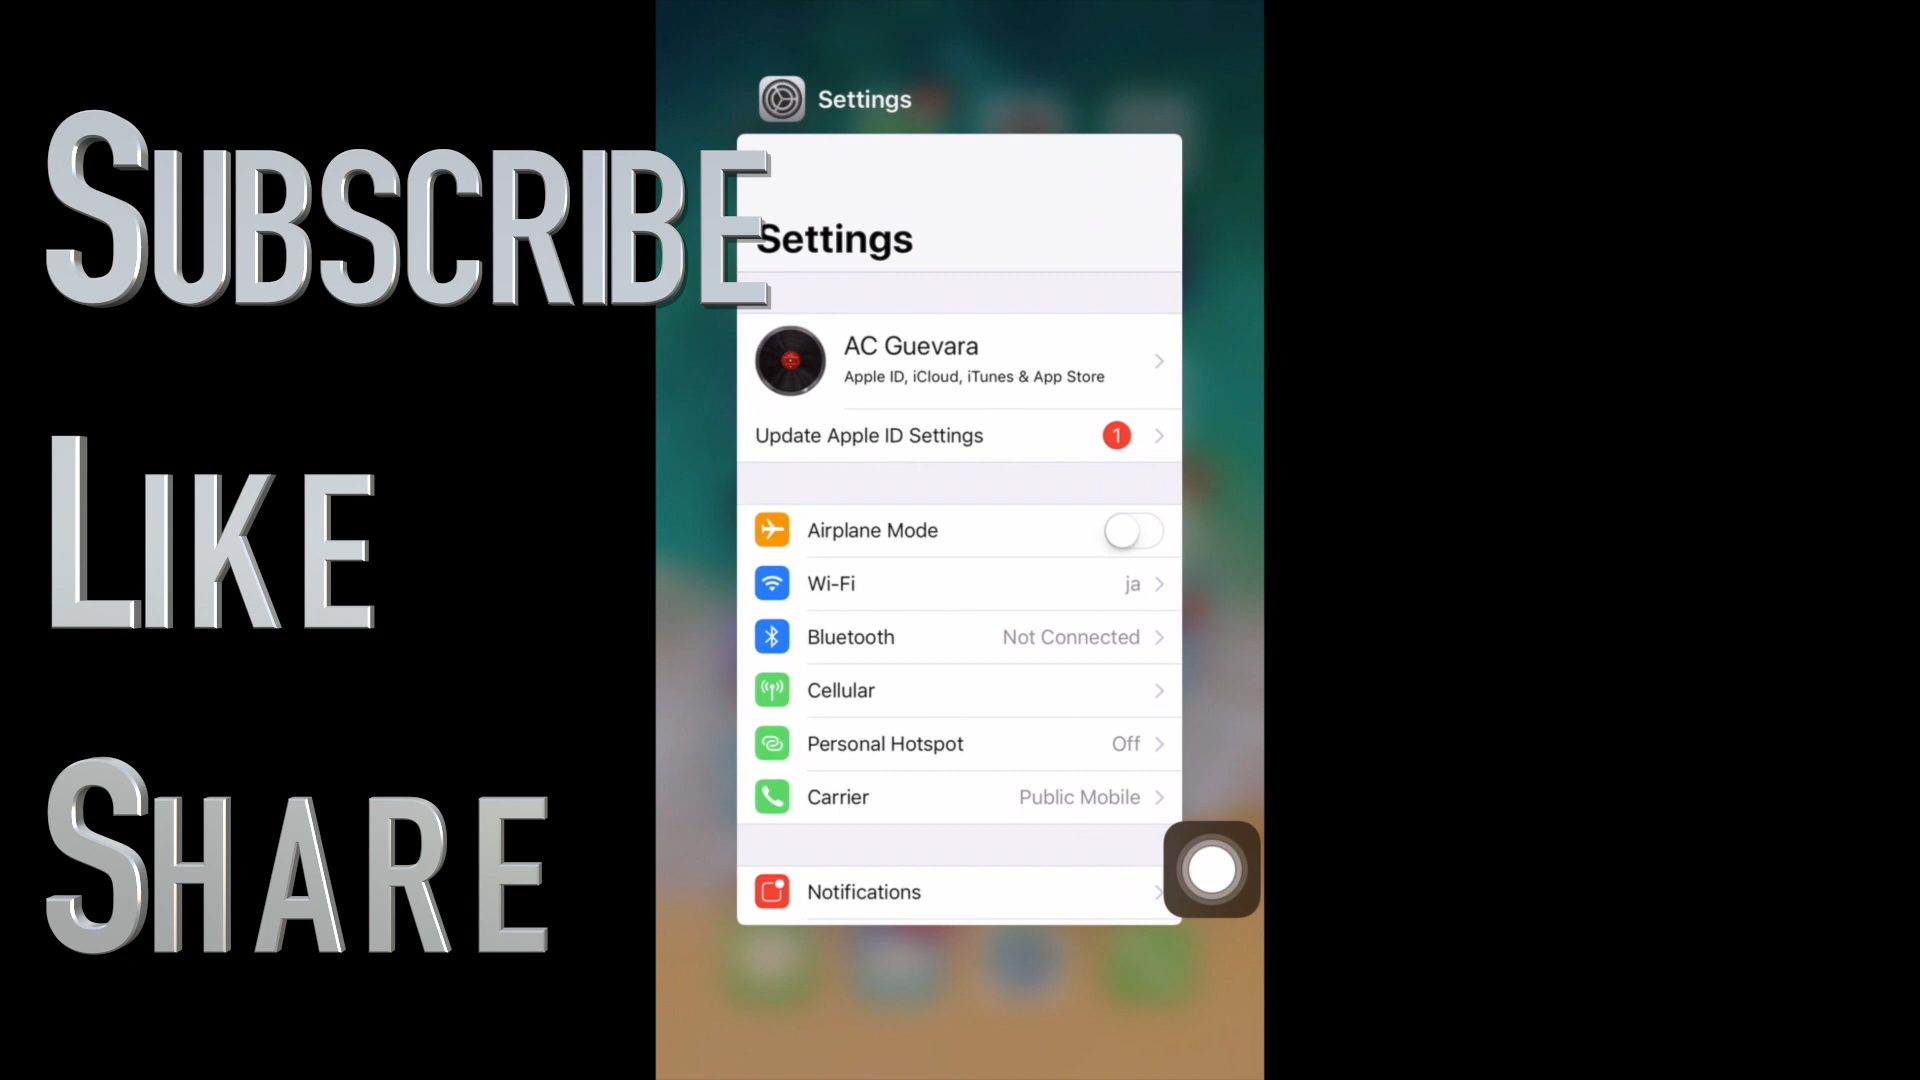 SUBSCRIBE
LIKE
SHARE
Settings
Settings
AC Guevara
Apple ID, iCloud, iTunes & App Store
Update Apple ID Settings 1
Airplane Mode
Wi-Fi ja
Bluetooth Not Connected
Cellular
Personal Hotspot Off
Carrier Public Mobile
Notifications